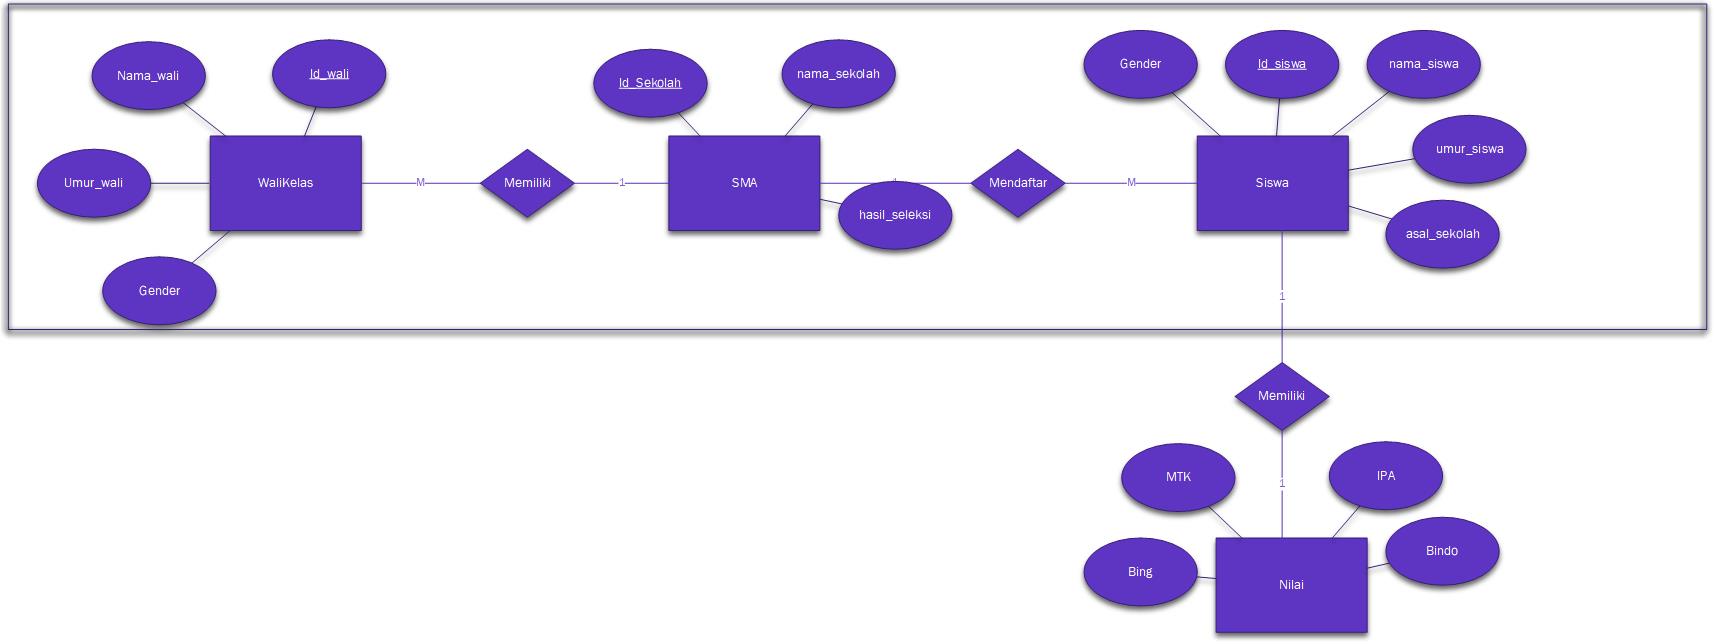 Nama_wali
Id_wali
Id_Sekolah
nama_sekolah
Gender
Id_siswa
nama_siswa
umur_siswa
Umur_wali
WaliKelas
M
Memiliki
1
SMA
1
Mendaftar
M
Siswa
hasil_seleksi
asal_sekolah
Gender
1
Memiliki
MTK
IPA
1
Bing
Bindo
Nilai